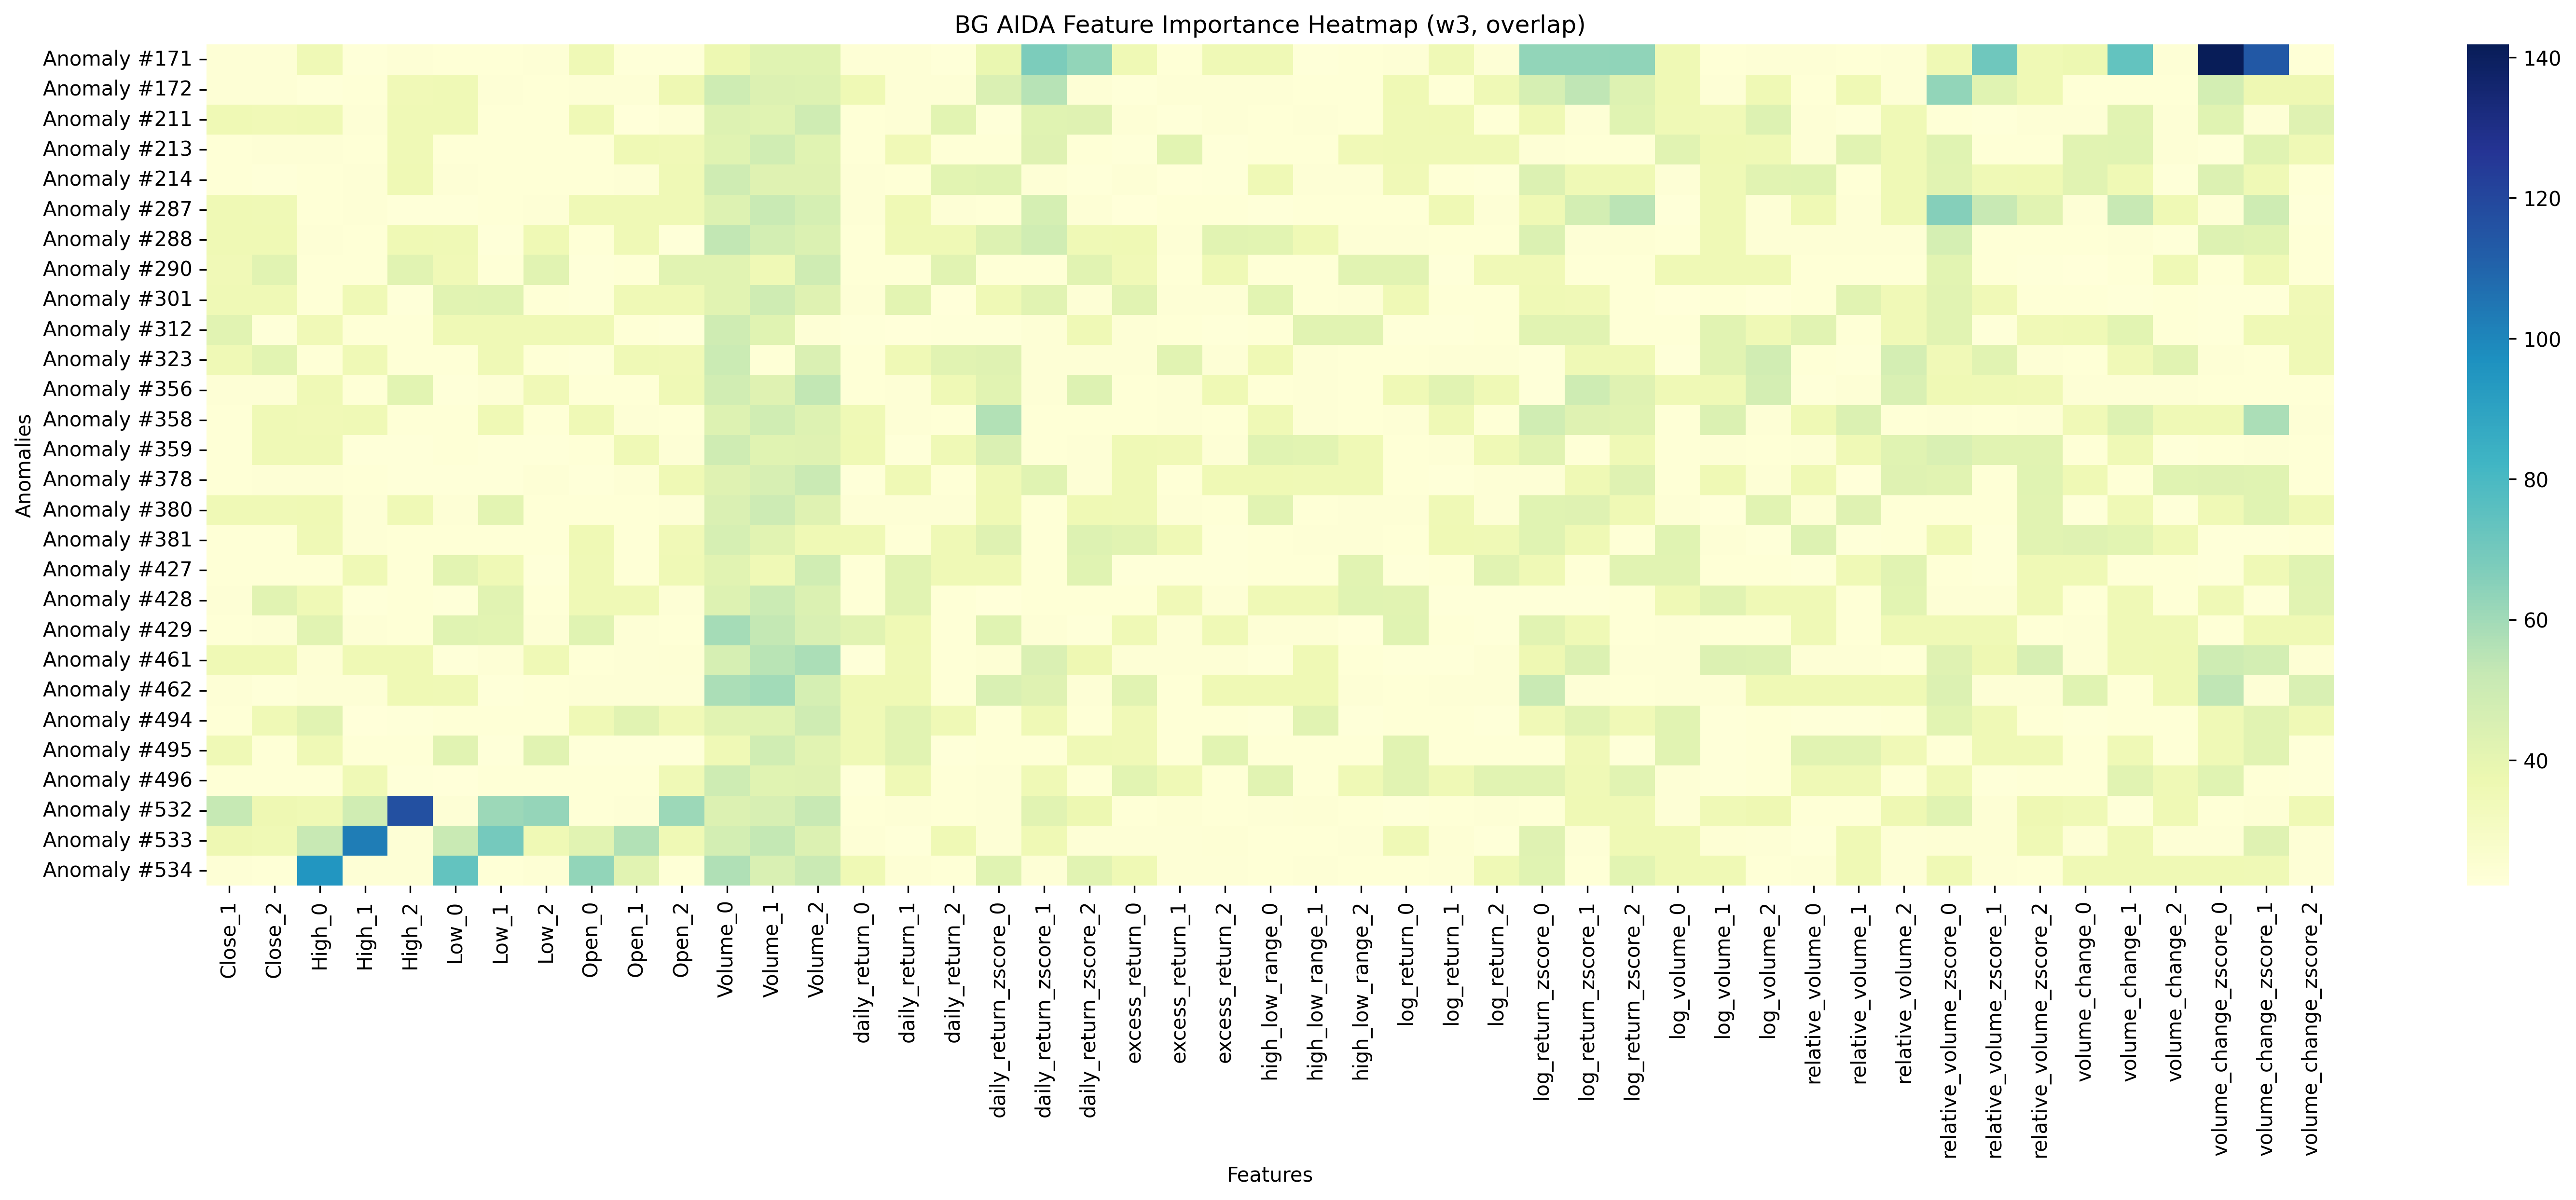 BG AIDA Feature Importance Heatmap (w3, overlap)
Anomalies
Anomaly #171
Anomaly #172
Anomaly #211
Anomaly #213
Anomaly #214
Anomaly #287
Anomaly #288
Anomaly #290
Anomaly #301
Anomaly #312
Anomaly #323
Anomaly #356
Anomaly #358
Anomaly #359
Anomaly #378
Anomaly #380
Anomaly #381
Anomaly #427
Anomaly #428
Anomaly #429
Anomaly #461
Anomaly #462
Anomaly #494
Anomaly #495
Anomaly #496
Anomaly #532
Anomaly #533
Anomaly #534
Close_1
Close_2
High_0
High_1
High_2
Low_0
Low_1
Low_2
Open_0
Open_1
Open_2
Volume_0
Volume_1
Volume_2
daily_return_0
daily_return_1
daily_return_2
daily_return_zscore_0
daily_return_zscore_1
daily_return_zscore_2
excess_return_0
excess_return_1
excess_return_2
high_low_range_0
high_low_range_1
high_low_range_2
log_return_0
log_return_1
log_return_2
log_return_zscore_0
log_return_zscore_1
log_return_zscore_2
log_volume_0
log_volume_1
log_volume_2
relative_volume_0
relative_volume_1
relative_volume_2
relative_volume_zscore_0
relative_volume_zscore_1
relative_volume_zscore_2
volume_change_0
volume_change_1
volume_change_2
volume_change_zscore_0
volume_change_zscore_1
volume_change_zscore_2
Features
140
120
100
80
60
40